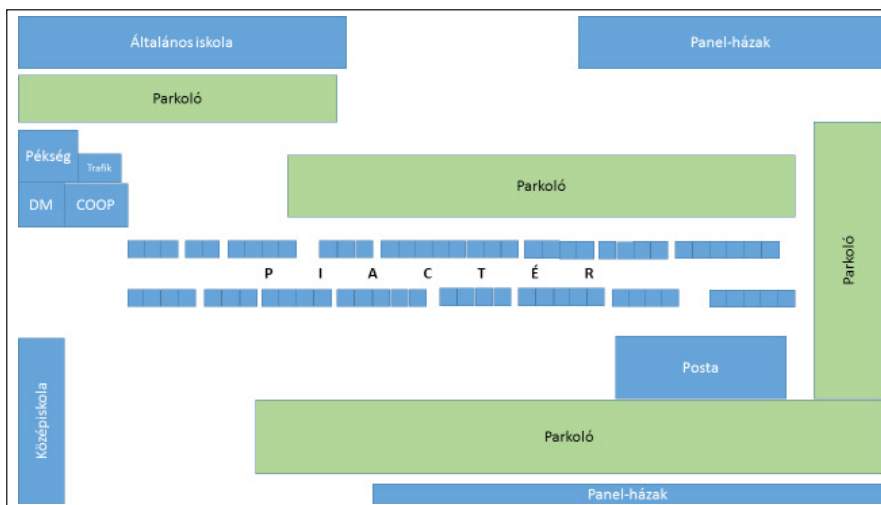 Általános iskola
Panel-házak
Parkoló
Pékség
Trafik
Parkoló
DM
COOP
Parkoló
P I A C T É R
Középiskola
Posta
Parkoló
Panel-házak